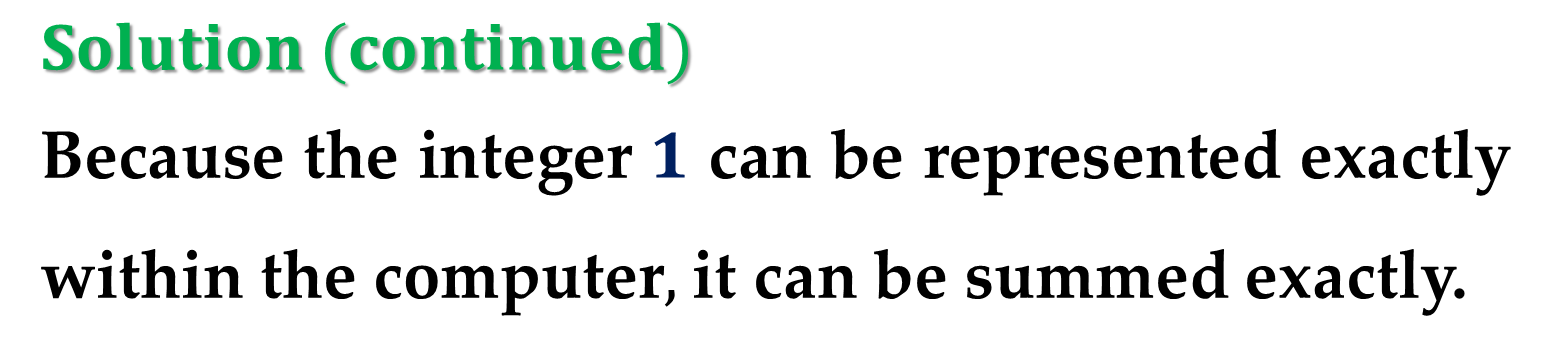 Solution (continued)
Because the integer 1 can be represented exactly
within the computer, it can be summed exactly.